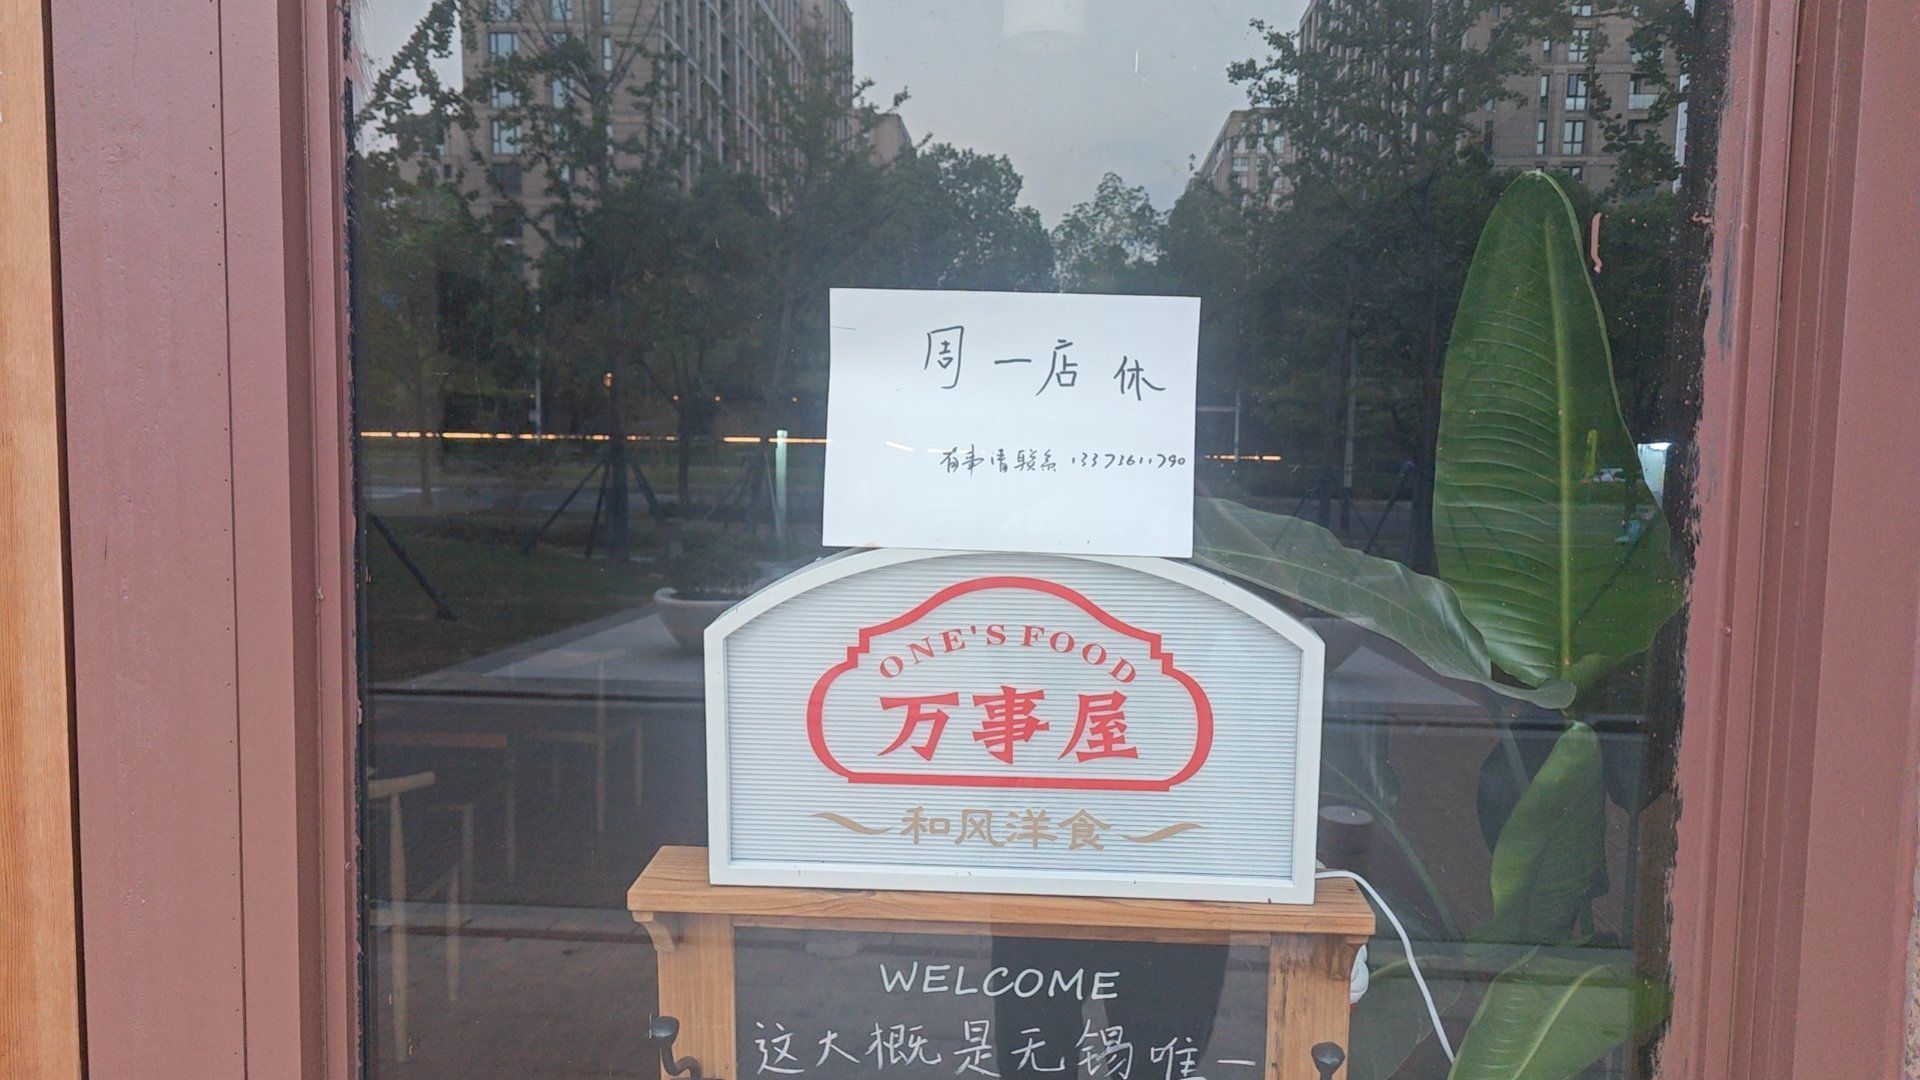 周一店休
有事请联系 13373611790
ONE'S FOOD
万事屋
和风洋食
WELCOME
这大概是无锡唯一